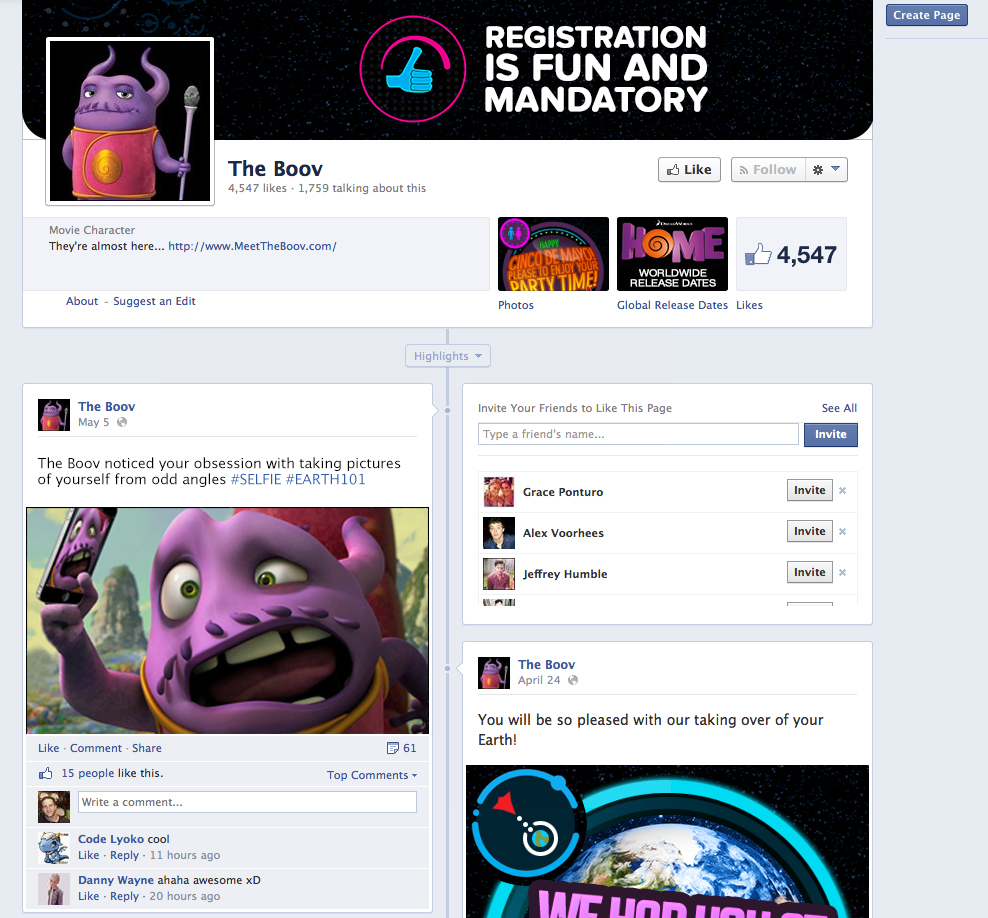 Create Page
REGISTRATION
IS FUN AND
MANDATORY
The Boov
4,547 likes · 1,759 talking about this
Like
Follow
Movie Character
They're almost here... http://www.MeetTheBoov.com/
About - Suggest an Edit
HAPPY
CINCO DE MAYO!
PLEASE TO ENJOY YOUR
PARTY TIME!
Photos
DREAMWORKS
HOME
WORLDWIDE
RELEASE DATES
Global Release Dates
4,547
Likes
Highlights
The Boov
May 5
The Boov noticed your obsession with taking pictures
of yourself from odd angles #SELFIE #EARTH101
Like · Comment · Share
61
15 people like this.
Top Comments
Write a comment...
Code Lyoko cool
Like · Reply · 11 hours ago
Danny Wayne ahaha awesome xD
Like · Reply · 20 hours ago
Invite Your Friends to Like This Page
See All
Type a friend's name...
Invite
Grace Ponturo
Invite
Alex Voorhees
Invite
Jeffrey Humble
Invite
The Boov
April 24
You will be so pleased with our taking over of your
Earth!
WE
YOU